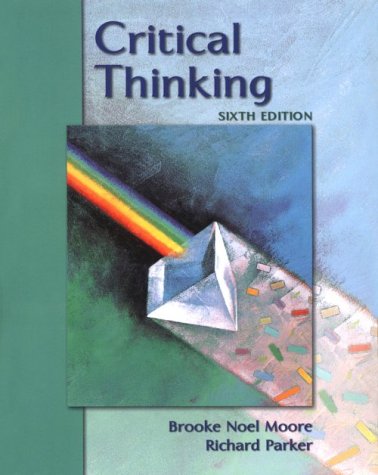 Critical
Thinking
SIXTH EDITION
Brooke Noel Moore
Richard Parker